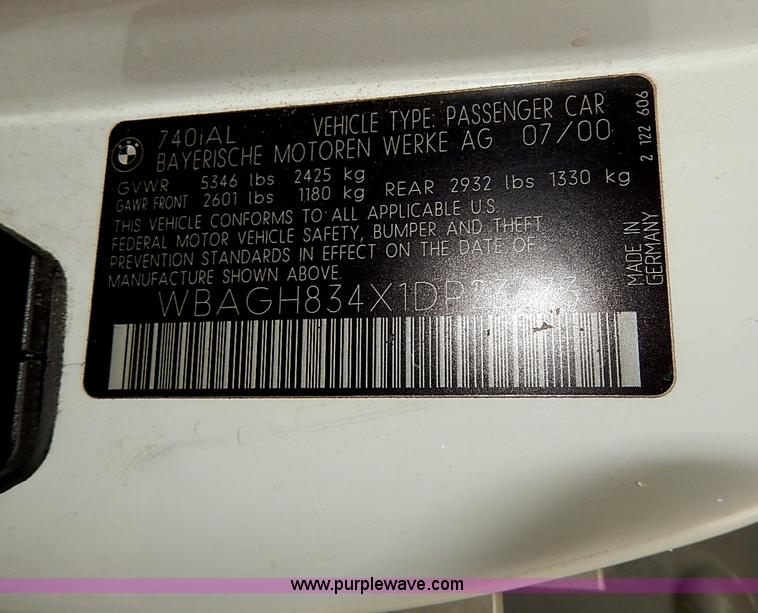 740iAL VEHICLE TYPE: PASSENGER CAR
BAYERISCHE MOTOREN WERKE AG 07/00
GVWR 5346 lbs 2425 kg
GAWR FRONT 2601 lbs 1180 kg REAR 2932 lbs 1330 kg
THIS VEHICLE CONFORMS TO ALL APPLICABLE U.S.
FEDERAL MOTOR VEHICLE SAFETY, BUMPER AND THEFT
PREVENTION STANDARDS IN EFFECT ON THE DATE OF
MANUFACTURE SHOWN ABOVE.
2 122 606
MADE IN
GERMANY
BMW
www.purplewave.com